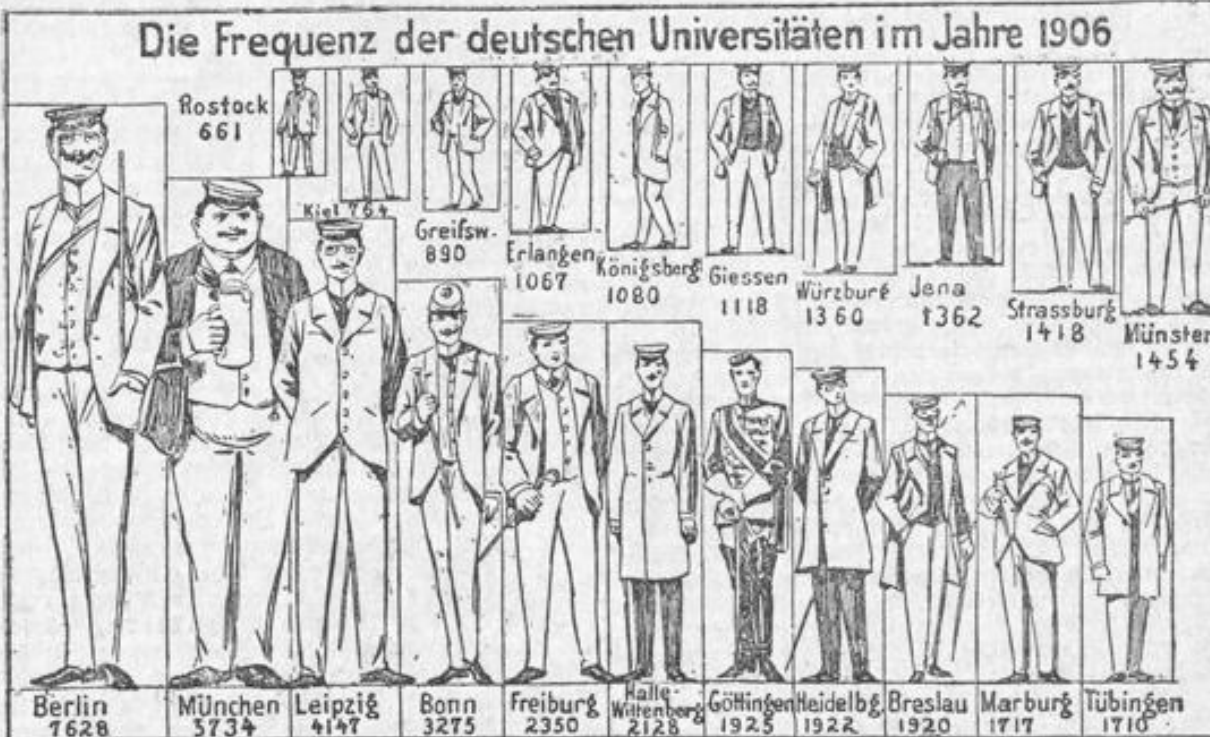 Die Frequenz der deutschen Universitäten im Jahre 1906
Rostock
661
Kiel 764
Greifsw.
890
Erlangen
1067
Königsberg
1080
Giessen
1118
Würzburg
1360
Jena
1362
Strassburg
1418
Münster
1454
Berlin
7628
München
5734
Leipzig
4147
Bonn
3275
Freiburg
2350
Halle-
Wittenberg
2128
Göttingen
1925
Heidelbg.
1922
Breslau
1920
Marburg
1717
Tübingen
1710